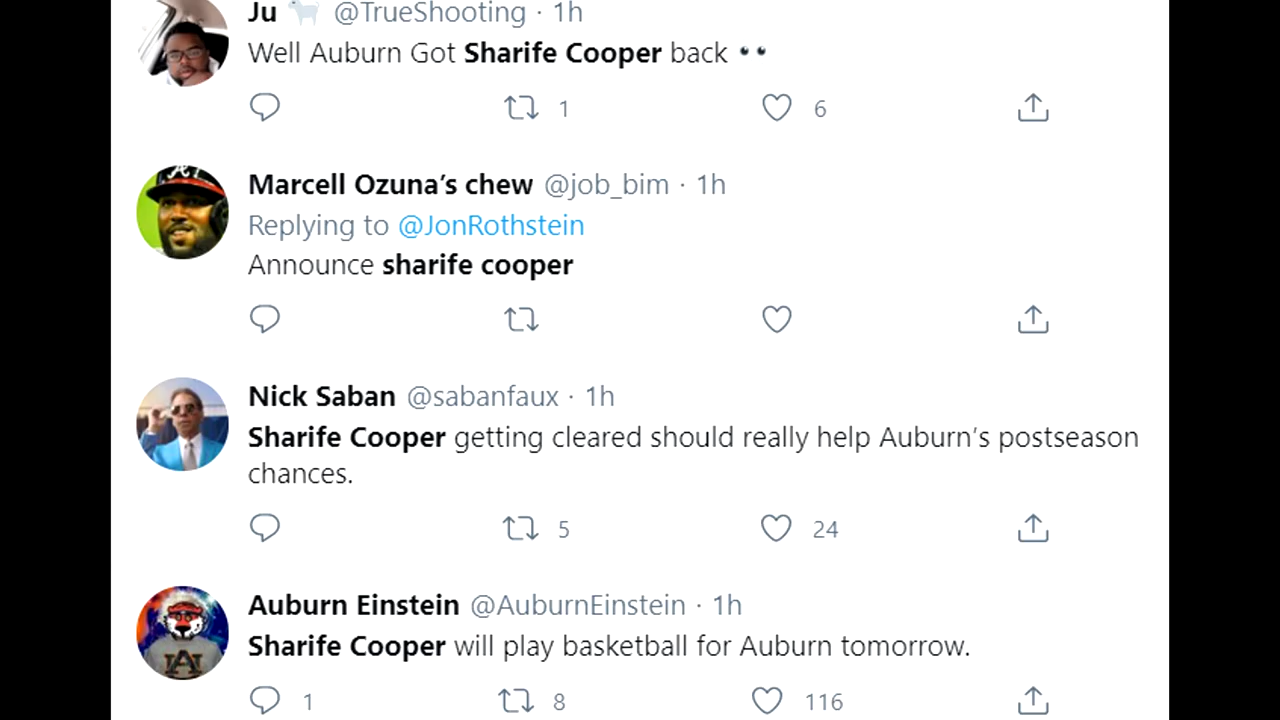 Ju 🐐 @TrueShooting · 1h
Well Auburn Got Sharife Cooper back 👀
1 6
Marcell Ozuna's chew @job_bim · 1h
Replying to @JonRothstein
Announce sharife cooper
Nick Saban @sabanfaux · 1h
Sharife Cooper getting cleared should really help Auburn's postseason
chances.
5 24
Auburn Einstein @AuburnEinstein · 1h
Sharife Cooper will play basketball for Auburn tomorrow.
1 8 116